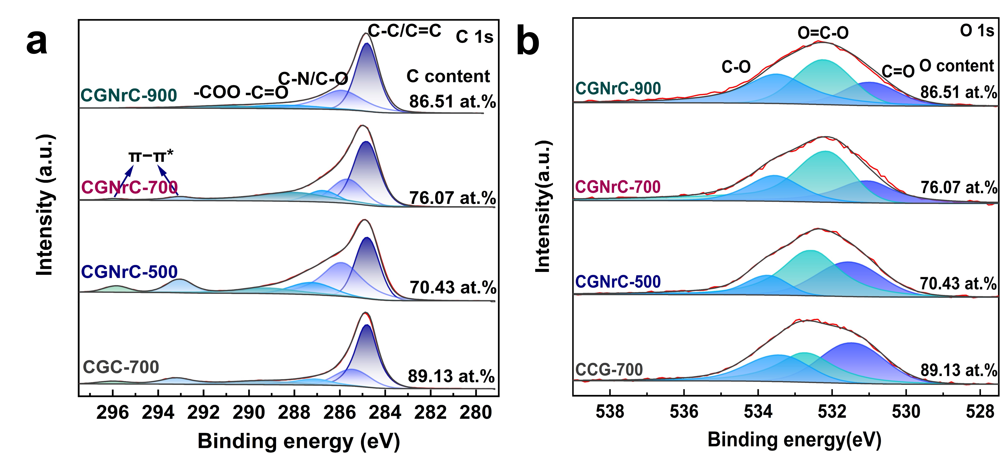 a
C-C/C=C
C 1s
C-N/C-O
C content
-COO -C=O
CGNrC-900
86.51 at.%
π−π*
CGNrC-700
76.07 at.%
CGNrC-500
70.43 at.%
CGC-700
89.13 at.%
Intensity (a.u.)
296 294 292 290 288 286 284 282 280
Binding energy (eV)
b
O=C-O
O 1s
C-O
C=O
O content
CGNrC-900
86.51 at.%
CGNrC-700
76.07 at.%
CGNrC-500
70.43 at.%
CCG-700
89.13 at.%
Intensity(a.u.)
538 536 534 532 530 528
Binding energy(eV)